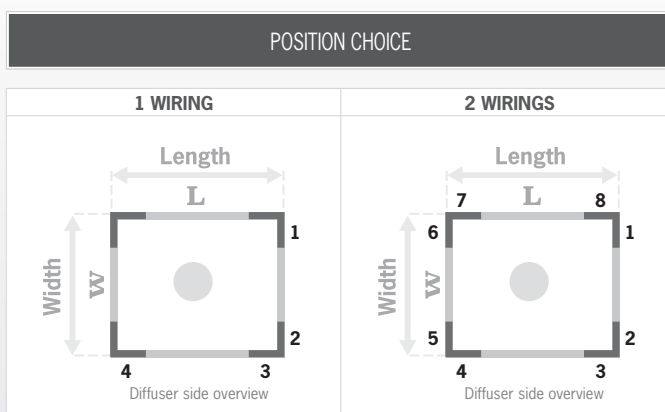 POSITION CHOICE
1 WIRING
2 WIRINGS
Length
L
Width
W
1
2
3
4
Diffuser side overview
Length
L
7
8
6
1
Width
W
5
2
4
3
Diffuser side overview